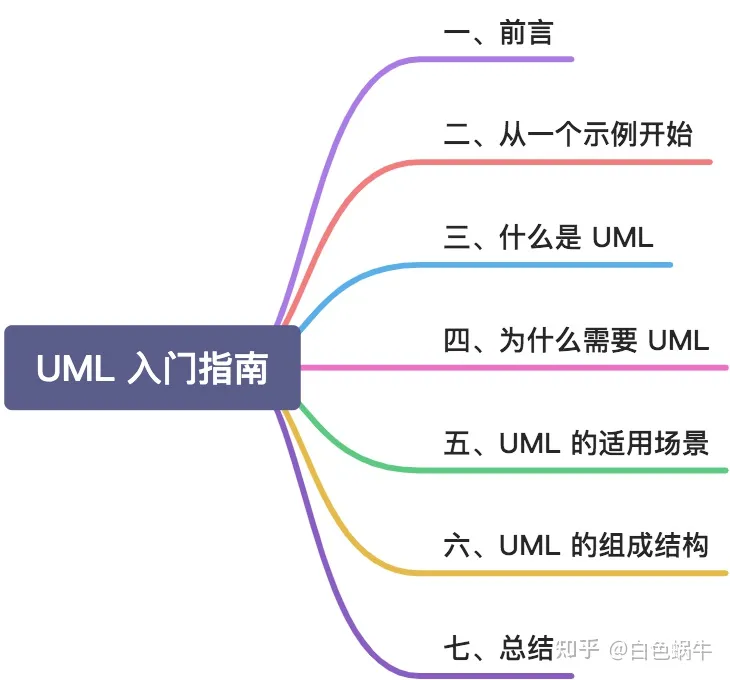 一、前言
二、从一个示例开始
三、什么是 UML
四、为什么需要 UML
UML 入门指南
五、UML 的适用场景
六、UML 的组成结构
七、总结
知乎 @白色蜗牛